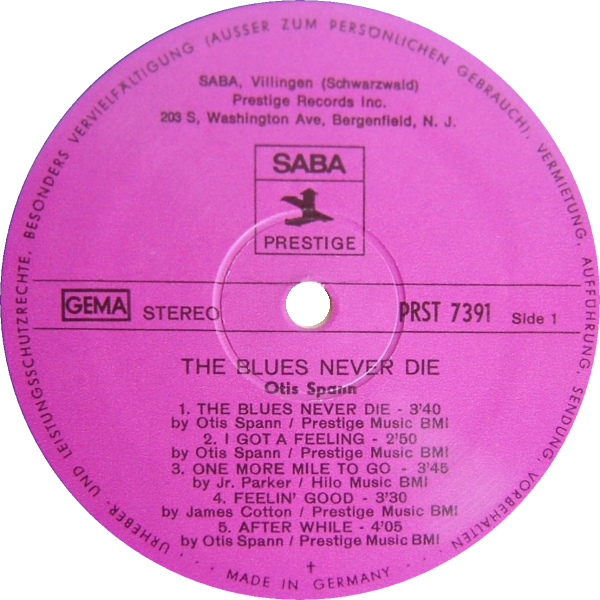 URHEBER- UND LEISTUNGSSCHUTZRECHTE, BESONDERS VERVIELFÄLTIGUNG (AUSSER ZUM PERSÖNLICHEN GEBRAUCH), VERMIETUNG, AUFFÜHRUNG, SENDUNG, VORBEHALTEN
SABA, Villingen (Schwarzwald)
Prestige Records Inc.
203 S, Washington Ave, Bergenfield, N. J.
SABA
PRESTIGE
GEMA STEREO PRST 7391 Side 1
THE BLUES NEVER DIE
Otis Spann
1. THE BLUES NEVER DIE - 3'40
by Otis Spann / Prestige Music BMI
2. I GOT A FEELING - 2'50
by Otis Spann / Prestige Music BMI
3. ONE MORE MILE TO GO - 3'45
by Jr. Parker / Hilo Music BMI
4. FEELIN' GOOD - 3'30
by James Cotton / Prestige Music BMI
5. AFTER WHILE - 4'05
by Otis Spann / Prestige Music BMI
· MADE IN GERMANY ·